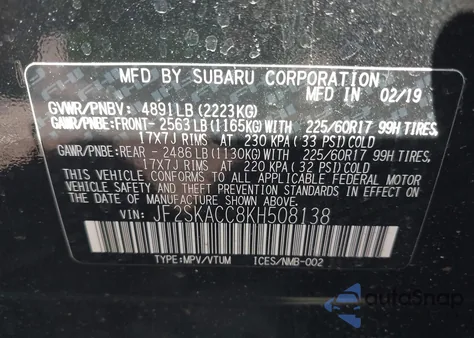 MFD BY SUBARU CORPORATION
MFD IN 02/19
GVWR/PNBV: 4891LB (2223KG)
GAWR/PNBE:FRONT- 2563LB (1165KG)WITH 225/60R17 99H TIRES,
17X7J RIMS AT 230 KPA (33 PSI)COLD
GAWR/PNBE:REAR - 2486LB (1130KG)WITH 225/60R17 99H TIRES,
17X7J RIMS AT 220 KPA (32 PSI)COLD
THIS VEHICLE CONFORMS TO ALL APPLICABLE FEDERAL MOTOR
VEHICLE SAFETY, BUMPER, AND
THEFT PREVENTION STANDARDS IN EFFECT
ON THE DATE OF MANUFACTURE SHOWN ABOVE.
VIN: JF2SKACC8KH508138
TYPE:MPV/VTUM ICES/NMB-002
autoSnap